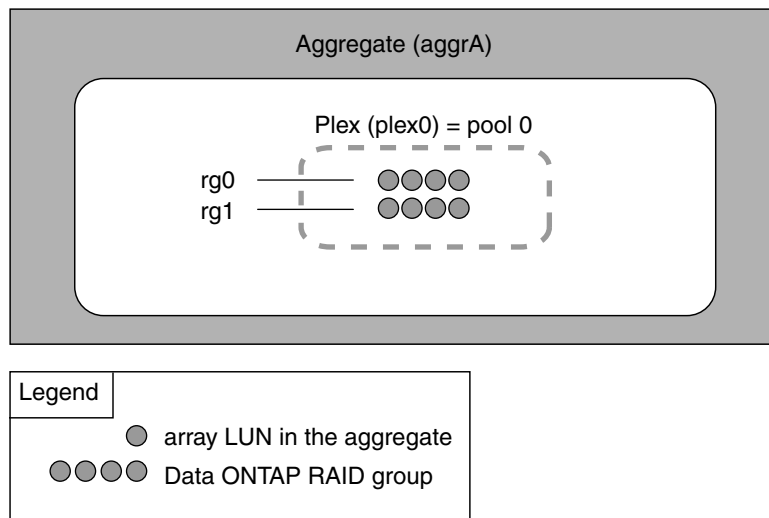 Aggregate (aggrA)
Plex (plex0) = pool 0
rg0
rg1
Legend
array LUN in the aggregate
Data ONTAP RAID group